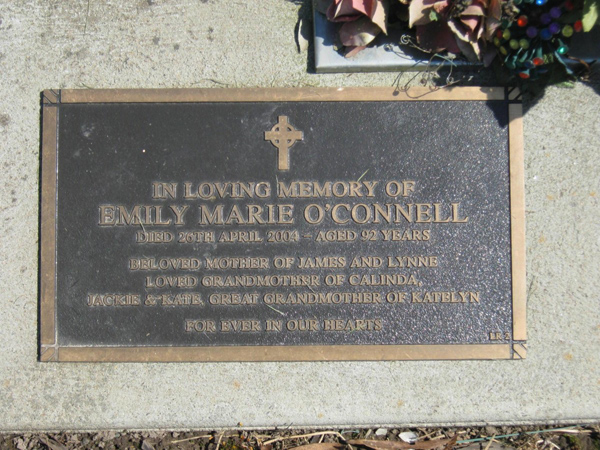 IN LOVING MEMORY OF
EMILY MARIE O'CONNELL
DIED 26TH APRIL 2004 - AGED 92 YEARS
BELOVED MOTHER OF JAMES AND LYNNE
LOVED GRANDMOTHER OF CALINDA,
JACKIE & KATE, GREAT GRANDMOTHER OF KATELYN
FOR EVER IN OUR HEARTS